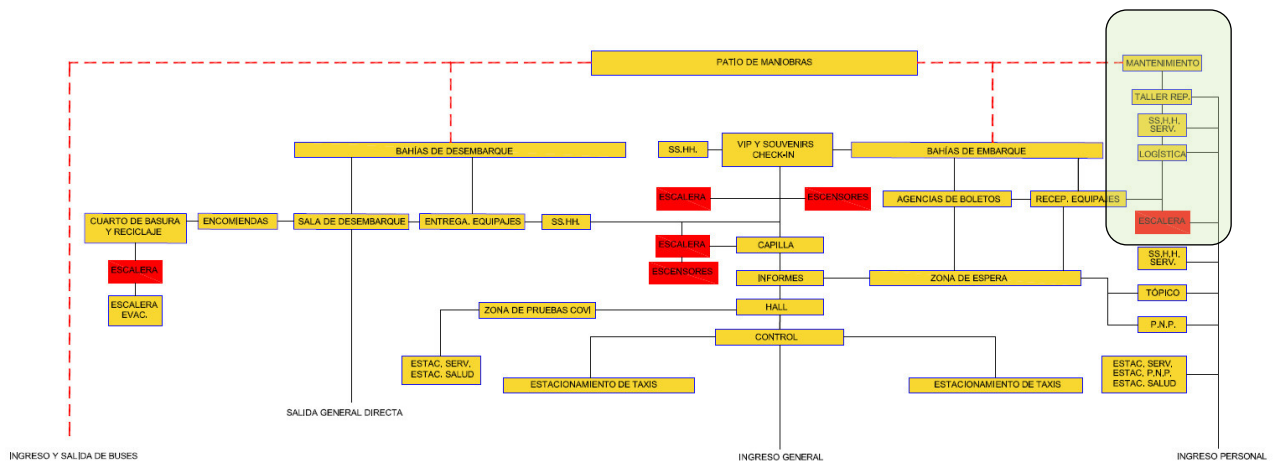 PATIO DE MANIOBRAS
MANTENIMIENTO
TALLER REP.
SS,H,H,
SERV.
LOGÍSTICA
BAHÍAS DE DESEMBARQUE
SS.HH.
VIP Y SOUVENIRS
CHECK-IN
BAHÍAS DE EMBARQUE
ESCALERA
ESCENSORES
AGENCIAS DE BOLETOS
RECEP. EQUIPAJES
ESCALERA
CUARTO DE BASURA
Y RECICLAJE
ENCOMIENDAS
SALA DE DESEMBARQUE
ENTREGA. EQUIPAJES
SS.HH.
ESCALERA
CAPILLA
ESCENSORES
SS,H,H,
SERV.
ESCALERA
INFORMES
ZONA DE ESPERA
TÓPICO
ESCALERA
EVAC.
ZONA DE PRUEBAS COVI
HALL
P.N.P.
CONTROL
ESTAC, SERV,
ESTAC. SALUD
ESTACIONAMIENTO DE TAXIS
ESTACIONAMIENTO DE TAXIS
ESTAC, SERV,
ESTAC, P,N,P,
ESTAC. SALUD
SALIDA GENERAL DIRECTA
INGRESO Y SALIDA DE BUSES
INGRESO GENERAL
INGRESO PERSONAL